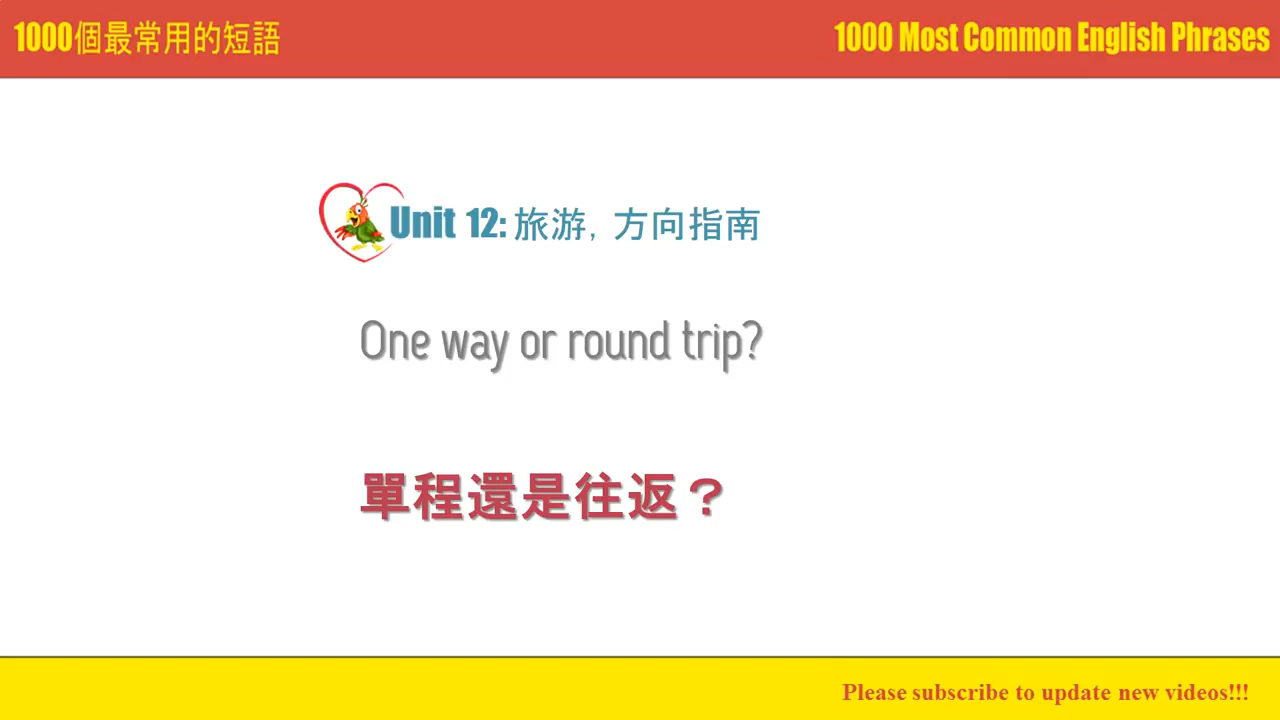 1000個最常用的短語
1000 Most Common English Phrases
Unit 12: 旅游, 方向指南
One way or round trip?
單程還是往返？
Please subscribe to update new videos!!!